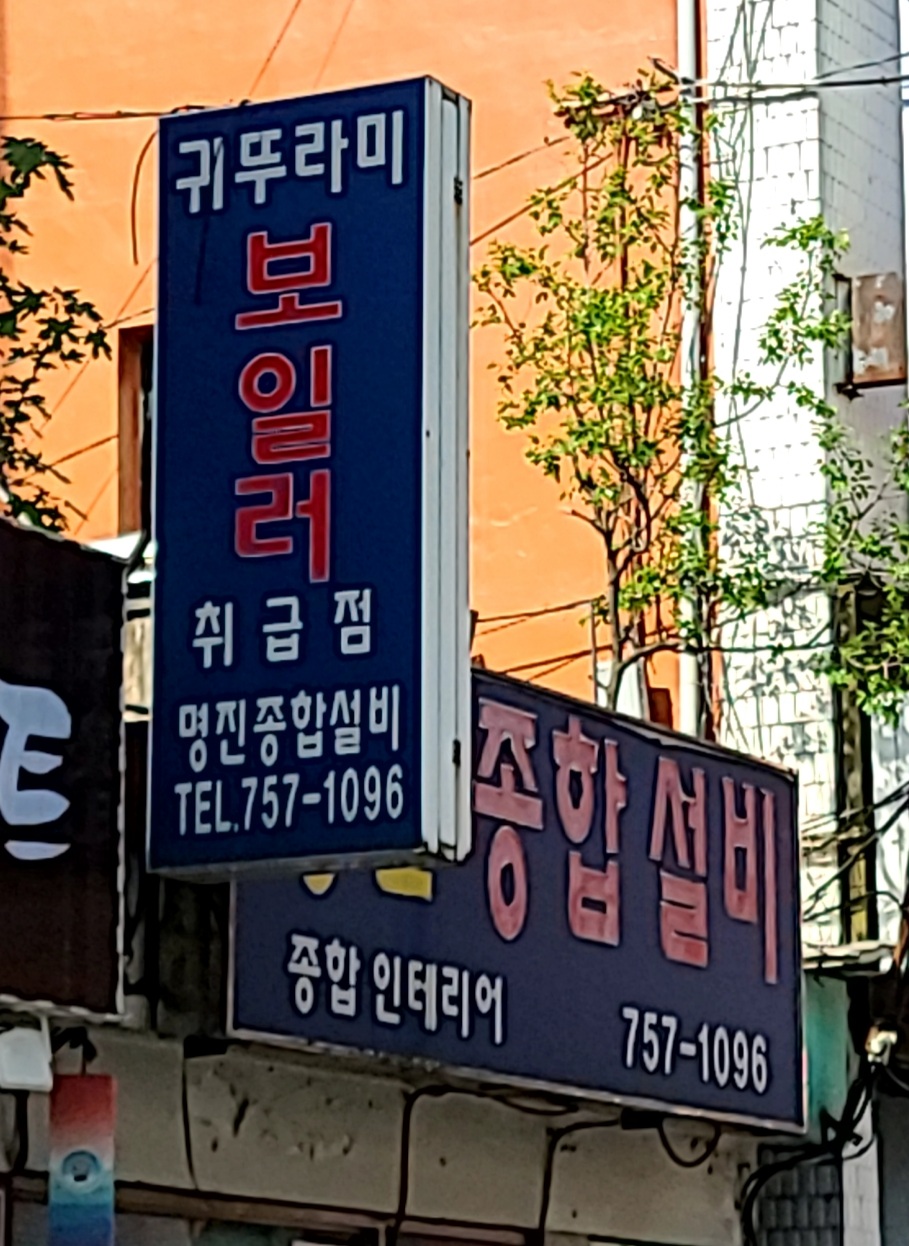 귀뚜라미
보일러
취급점
명진종합설비
TEL.757-1096
종합설비
종합 인테리어
757-1096